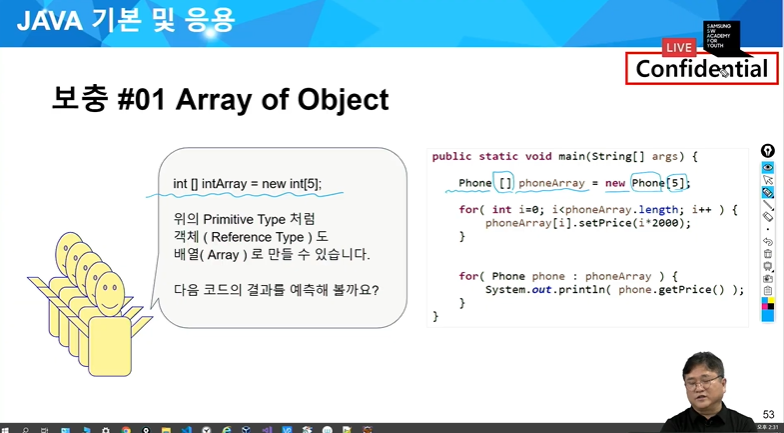 JAVA 기본 및 응용
SAMSUNG
SW
ACADEMY
FOR
YOUTH
LIVE
Confidential
보충 #01 Array of Object
int [] intArray = new int[5];
위의 Primitive Type 처럼
객체 ( Reference Type ) 도
배열( Array ) 로 만들 수 있습니다.
다음 코드의 결과를 예측해 볼까요?
public static void main(String[] args) {
Phone [] phoneArray = new Phone[5];
for( int i=0; i<phoneArray.length; i++ ) {
phoneArray[i].setPrice(i*2000);
}
for( Phone phone : phoneArray ) {
System.out.println( phone.getPrice() );
}
}
53
오후 2:31